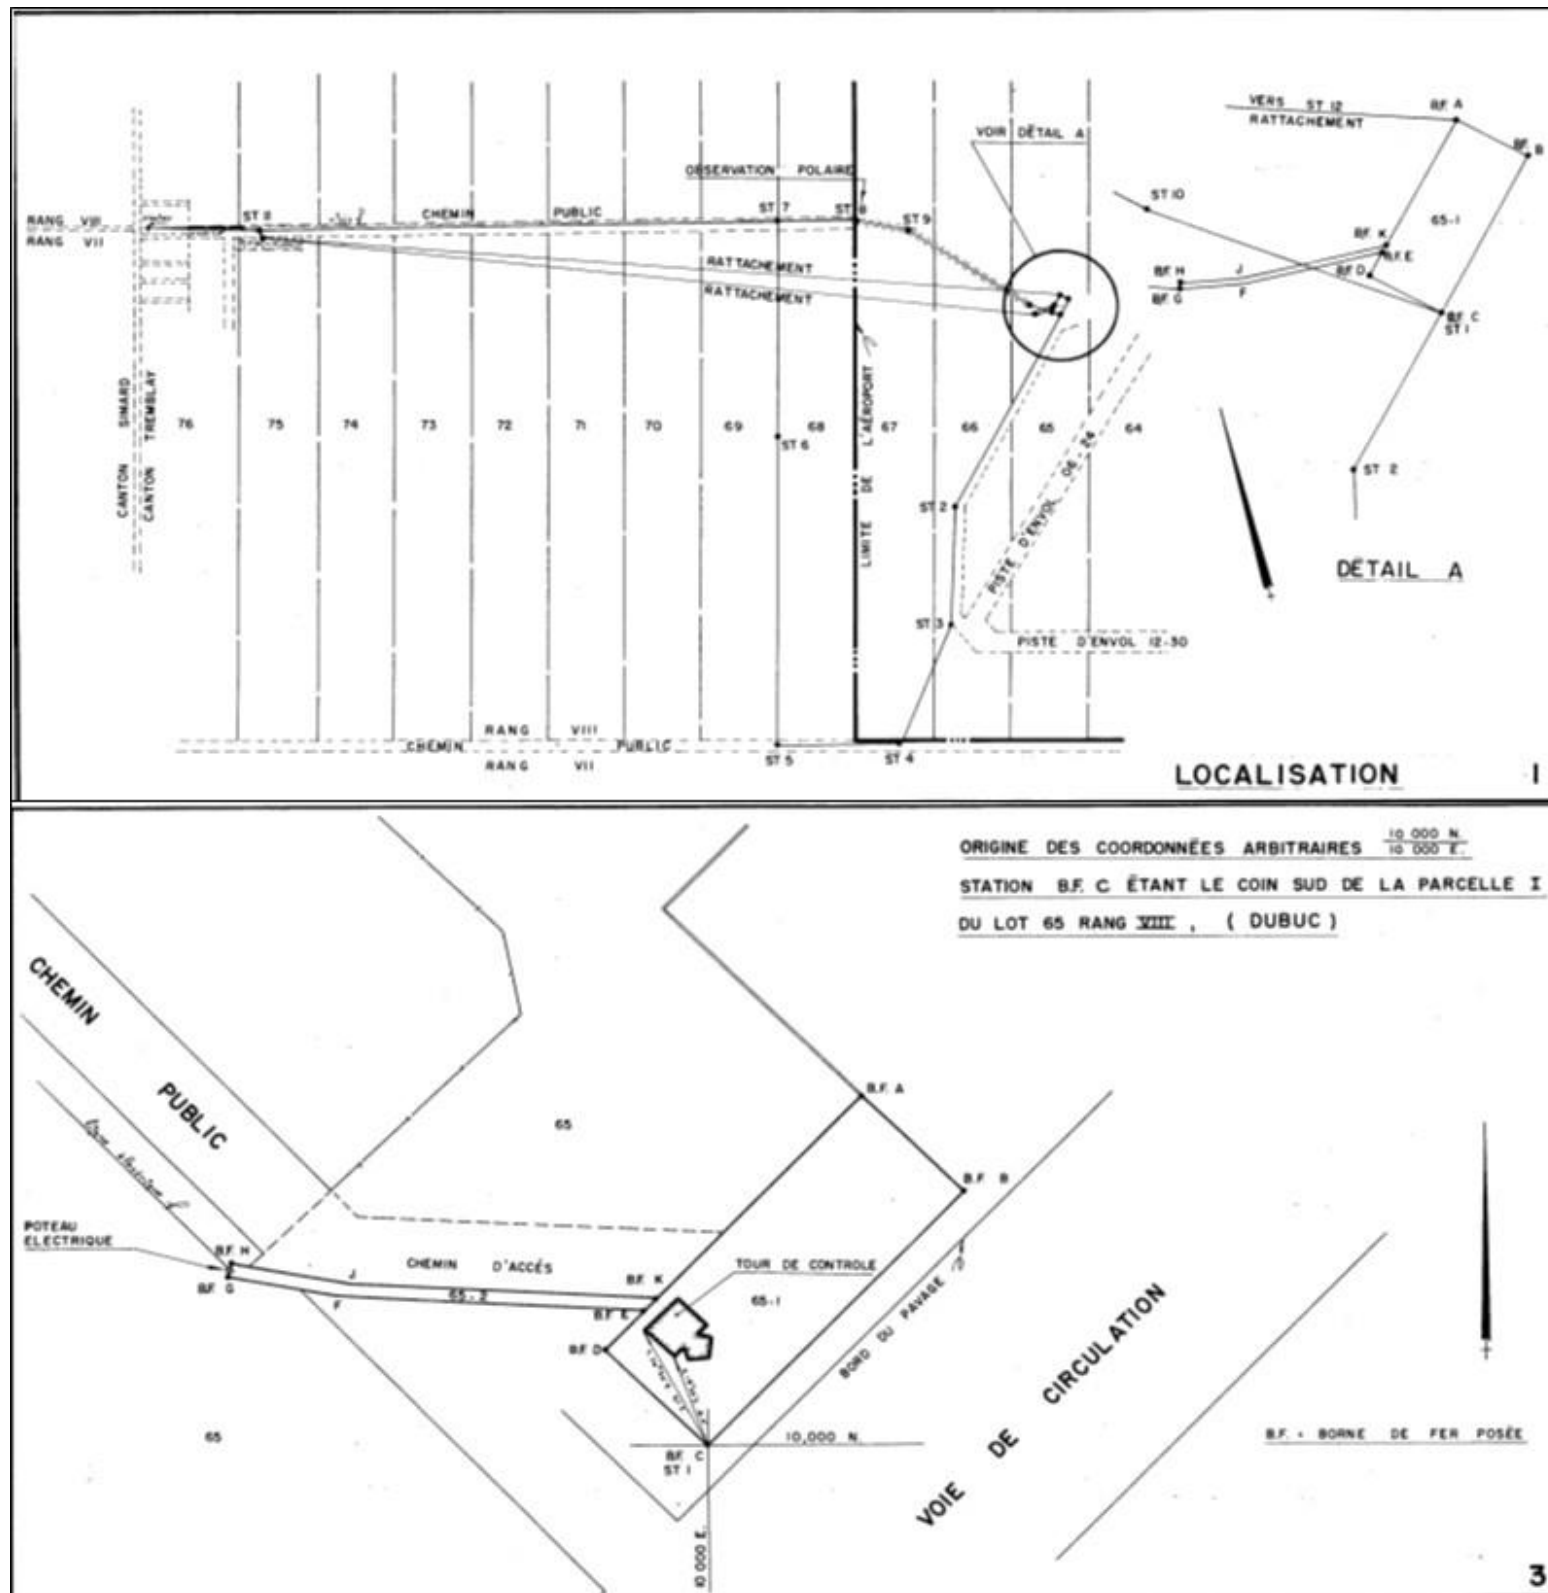 VERS ST 12
RATTACHEMENT
B.F. A
B.F. B
VOIR DÉTAIL A
OBSERVATION POLAIRE
ST 10
65-1
RANG VIII
RANG VII
ST 11
CHEMIN PUBLIC
ST 7
ST 8
ST 9
B.F. K
B.F. E
B.F. D
B.F. H
J
B.F. G
F
B.F. C
ST 1
RATTACHEMENT
RATTACHEMENT
CANTON SIMARD
CANTON TREMBLAY
76 75 74 73 72 71 70 69 68 67 66 65 64
LIMITE DE L'AÉROPORT
ST 6
ST 2
ST 2
PISTE D'ENVOL 06-24
DÉTAIL A
ST 3
PISTE D'ENVOL 12-30
RANG VIII
CHEMIN PUBLIC
RANG VII
ST 5
ST 4
LOCALISATION
1
ORIGINE DES COORDONNÉES ARBITRAIRES 10 000 N. 10 000 E.
STATION B.F. C ÉTANT LE COIN SUD DE LA PARCELLE I
DU LOT 65 RANG VIII , ( DUBUC )
CHEMIN PUBLIC
65
B.F. A
B.F. B
POTEAU
ELECTRIQUE
B.F. H
B.F. G
J
F
CHEMIN D'ACCÉS
65-2
B.F. K
B.F. E
B.F. D
TOUR DE CONTROLE
65-1
BORD DU PAVAGE
VOIE DE CIRCULATION
65
10,000 N.
B.F. C
ST 1
10 000 E.
B.F. = BORNE DE FER POSÉE
3